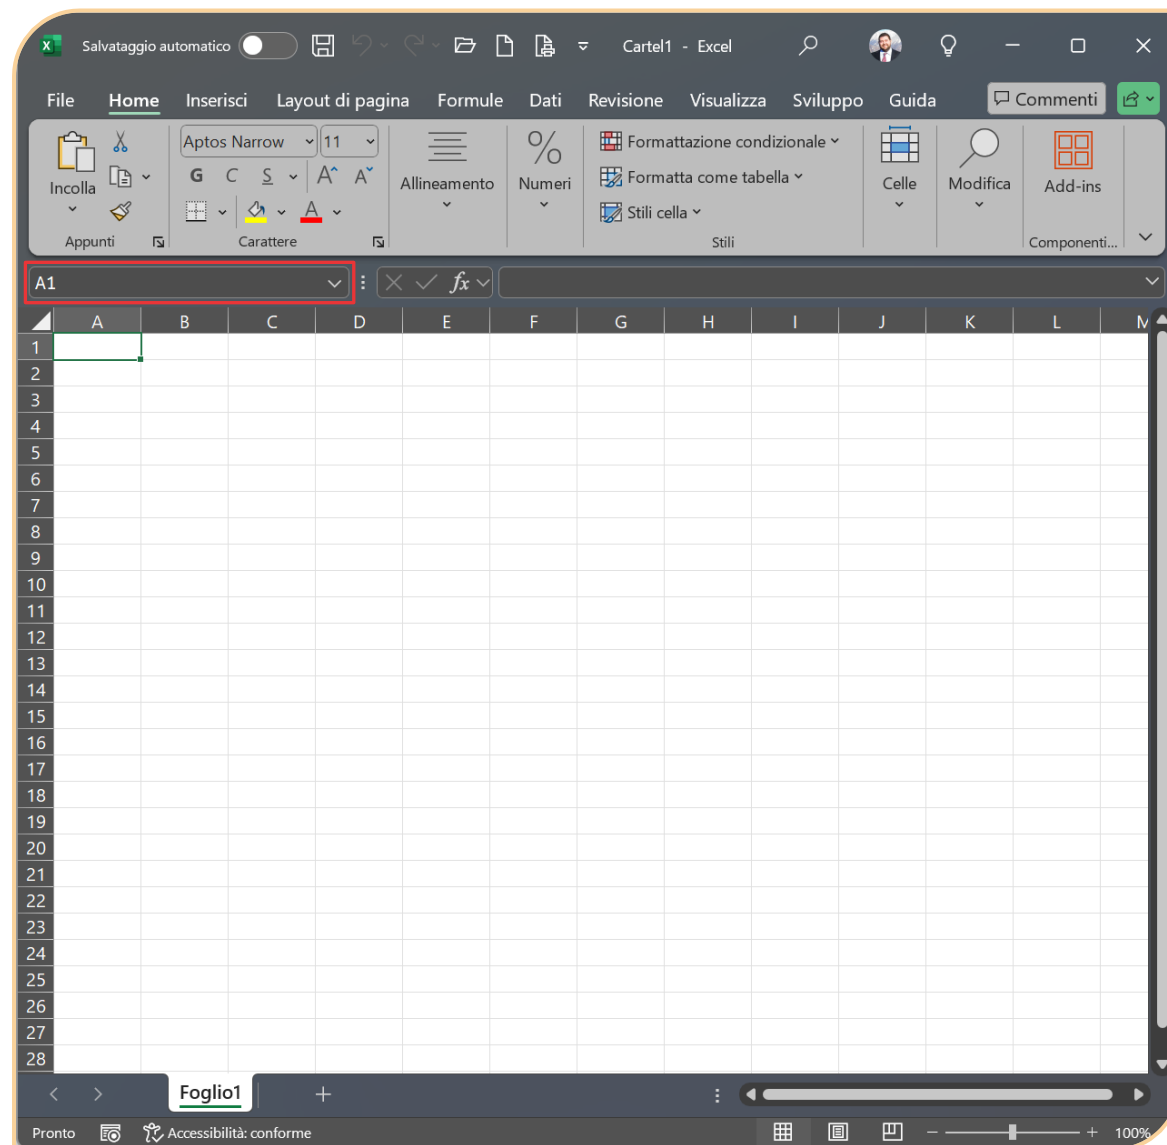 Salvataggio automatico Cartel1 - Excel
File Home Inserisci Layout di pagina Formule Dati Revisione Visualizza Sviluppo Guida Commenti
Incolla
Appunti
Aptos Narrow 11
G C S A A
A
Carattere
Allineamento
% Numeri
Formattazione condizionale
Formatta come tabella
Stili cella
Stili
Celle
Modifica
Add-ins
Componenti...
A1 fx
A B C D E F G H I J K L M
1
2
3
4
5
6
7
8
9
10
11
12
13
14
15
16
17
18
19
20
21
22
23
24
25
26
27
28
Foglio1
Pronto Accessibilità: conforme 100%